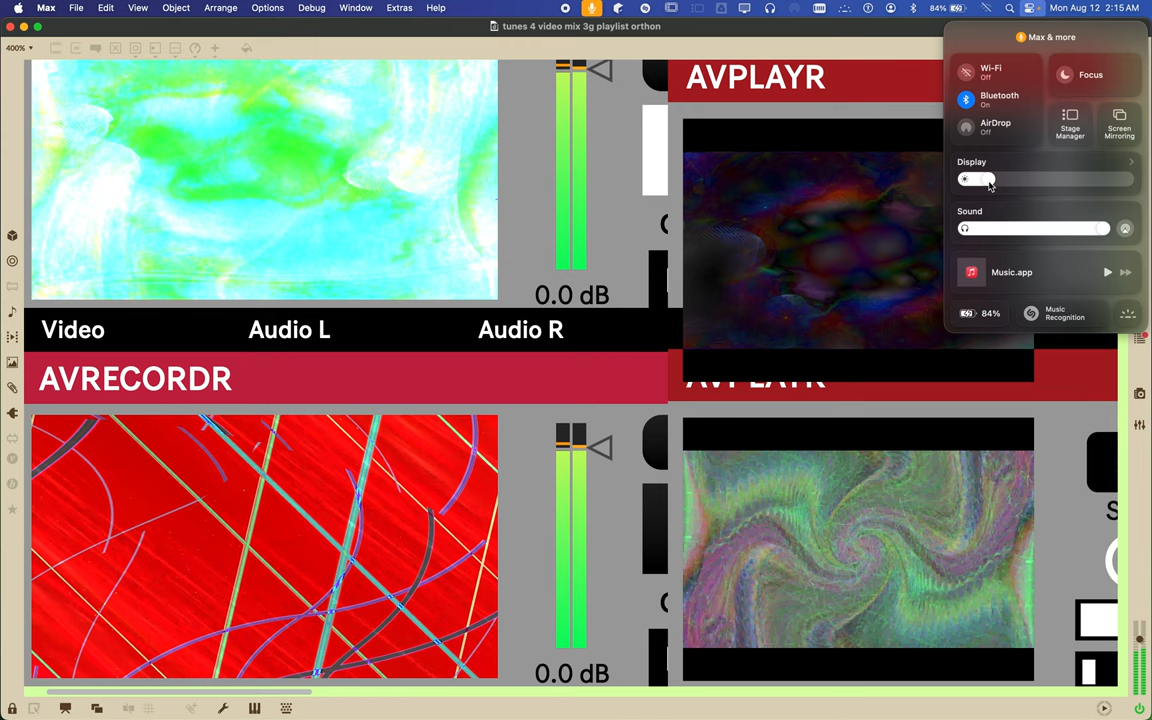 Max File Edit View Object Arrange Options Debug Window Extras Help
84% Mon Aug 12 2:15 AM
tunes 4 video mix 3g playlist orthon
400%
Max & more
Wi-Fi
Off
Focus
Bluetooth
On
AirDrop
Off
Stage
Manager
Screen
Mirroring
Display
Sound
Music.app
84%
Music
Recognition
AVPLAYR
0.0 dB
Video Audio L Audio R
AVRECORDR
AVPLAYR
0.0 dB